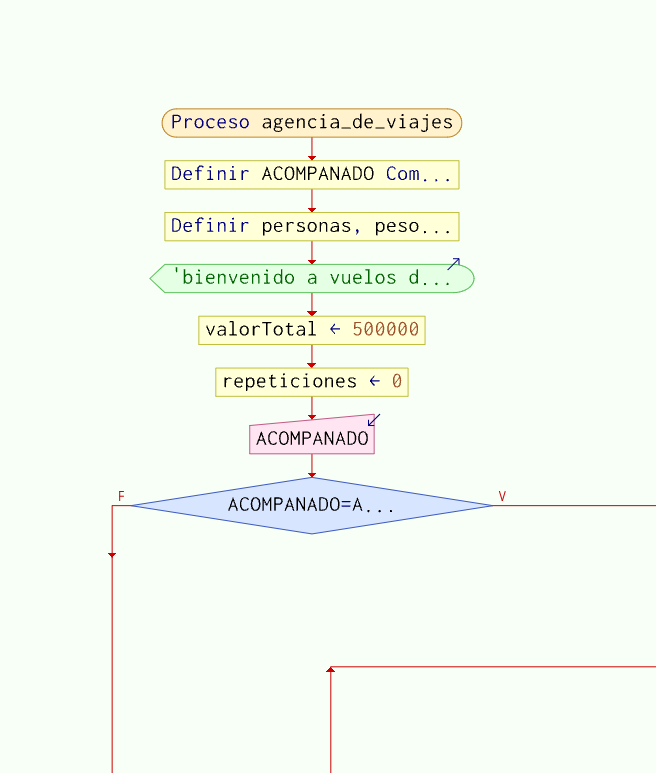 Proceso agencia_de_viajes
Definir ACOMPANADO Com...
Definir personas, peso...
'bienvenido a vuelos d...
valorTotal ← 500000
repeticiones ← 0
ACOMPANADO
F
ACOMPANADO=A...
V